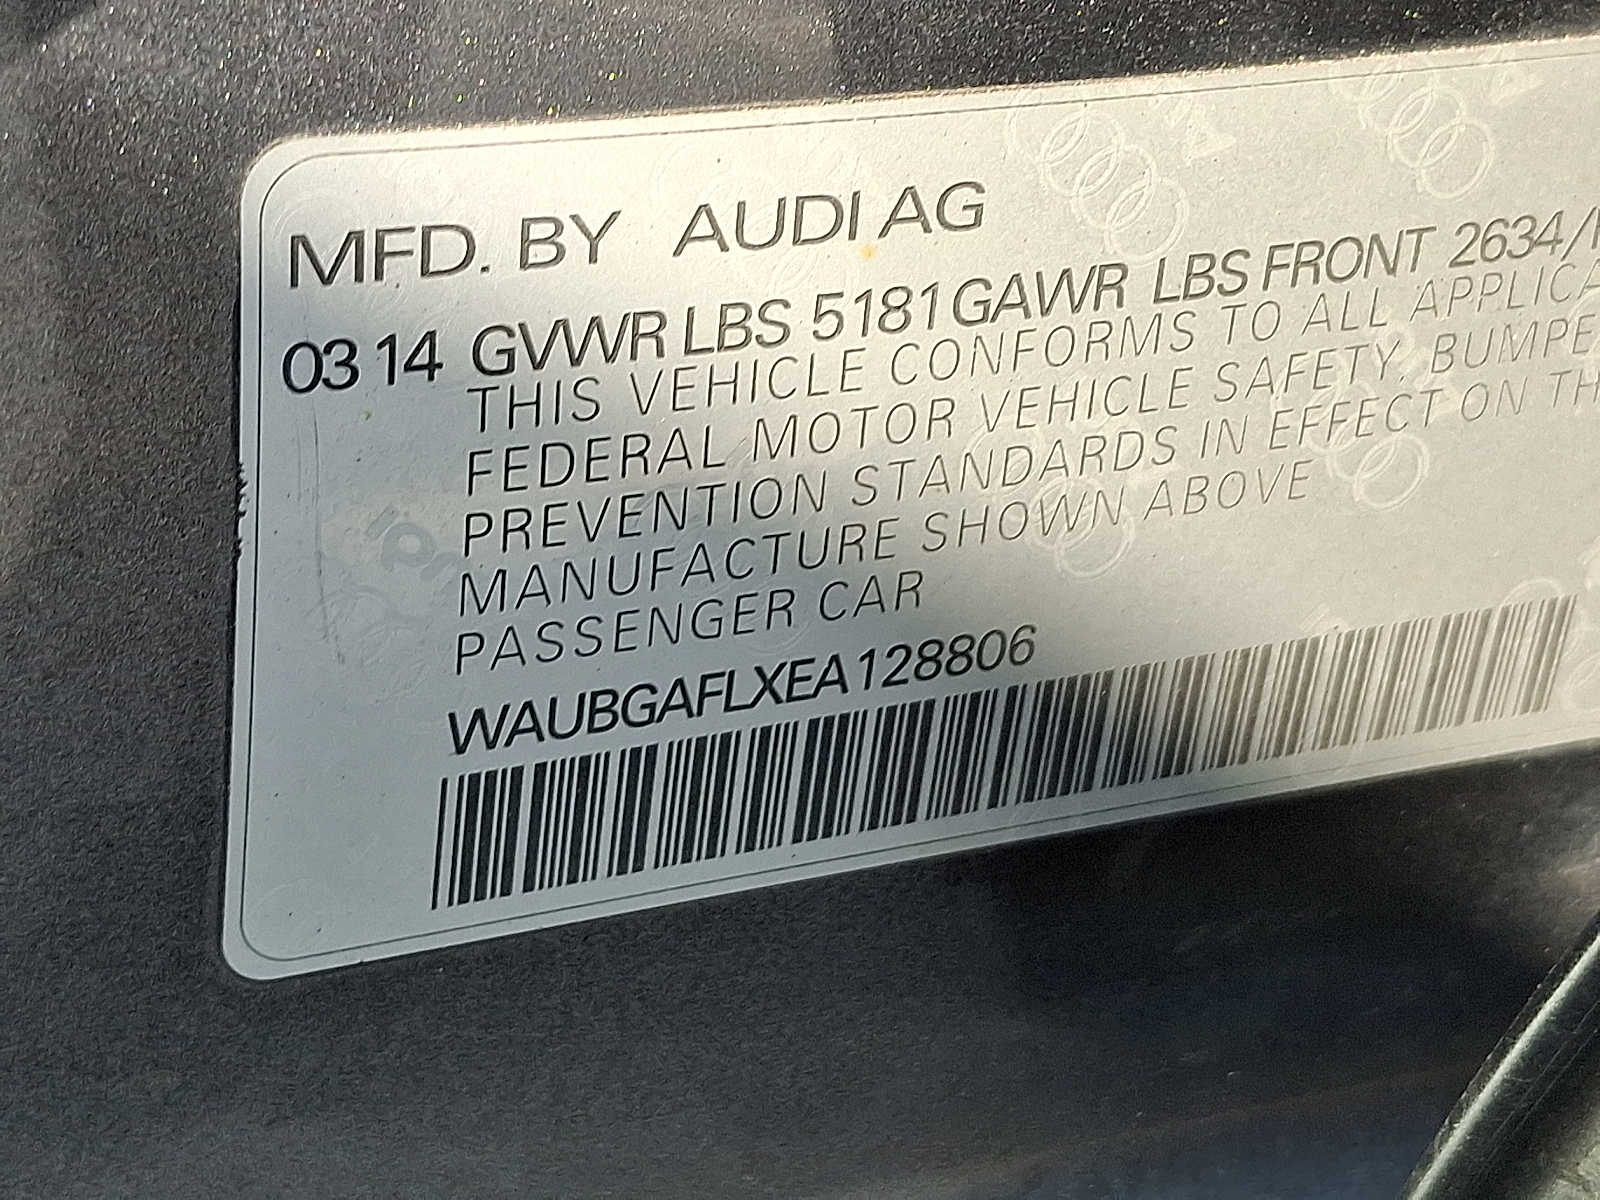 MFD. BY AUDI AG
03 14 GVWR LBS 5181 GAWR LBS FRONT 2634/
THIS VEHICLE CONFORMS TO ALL
FEDERAL MOTOR VEHICLE SAFETY, BUMPE
PREVENTION STANDARDS IN EFFECT ON TH
MANUFACTURE SHOWN ABOVE
PASSENGER CAR
WAUBGAFLXEA128806